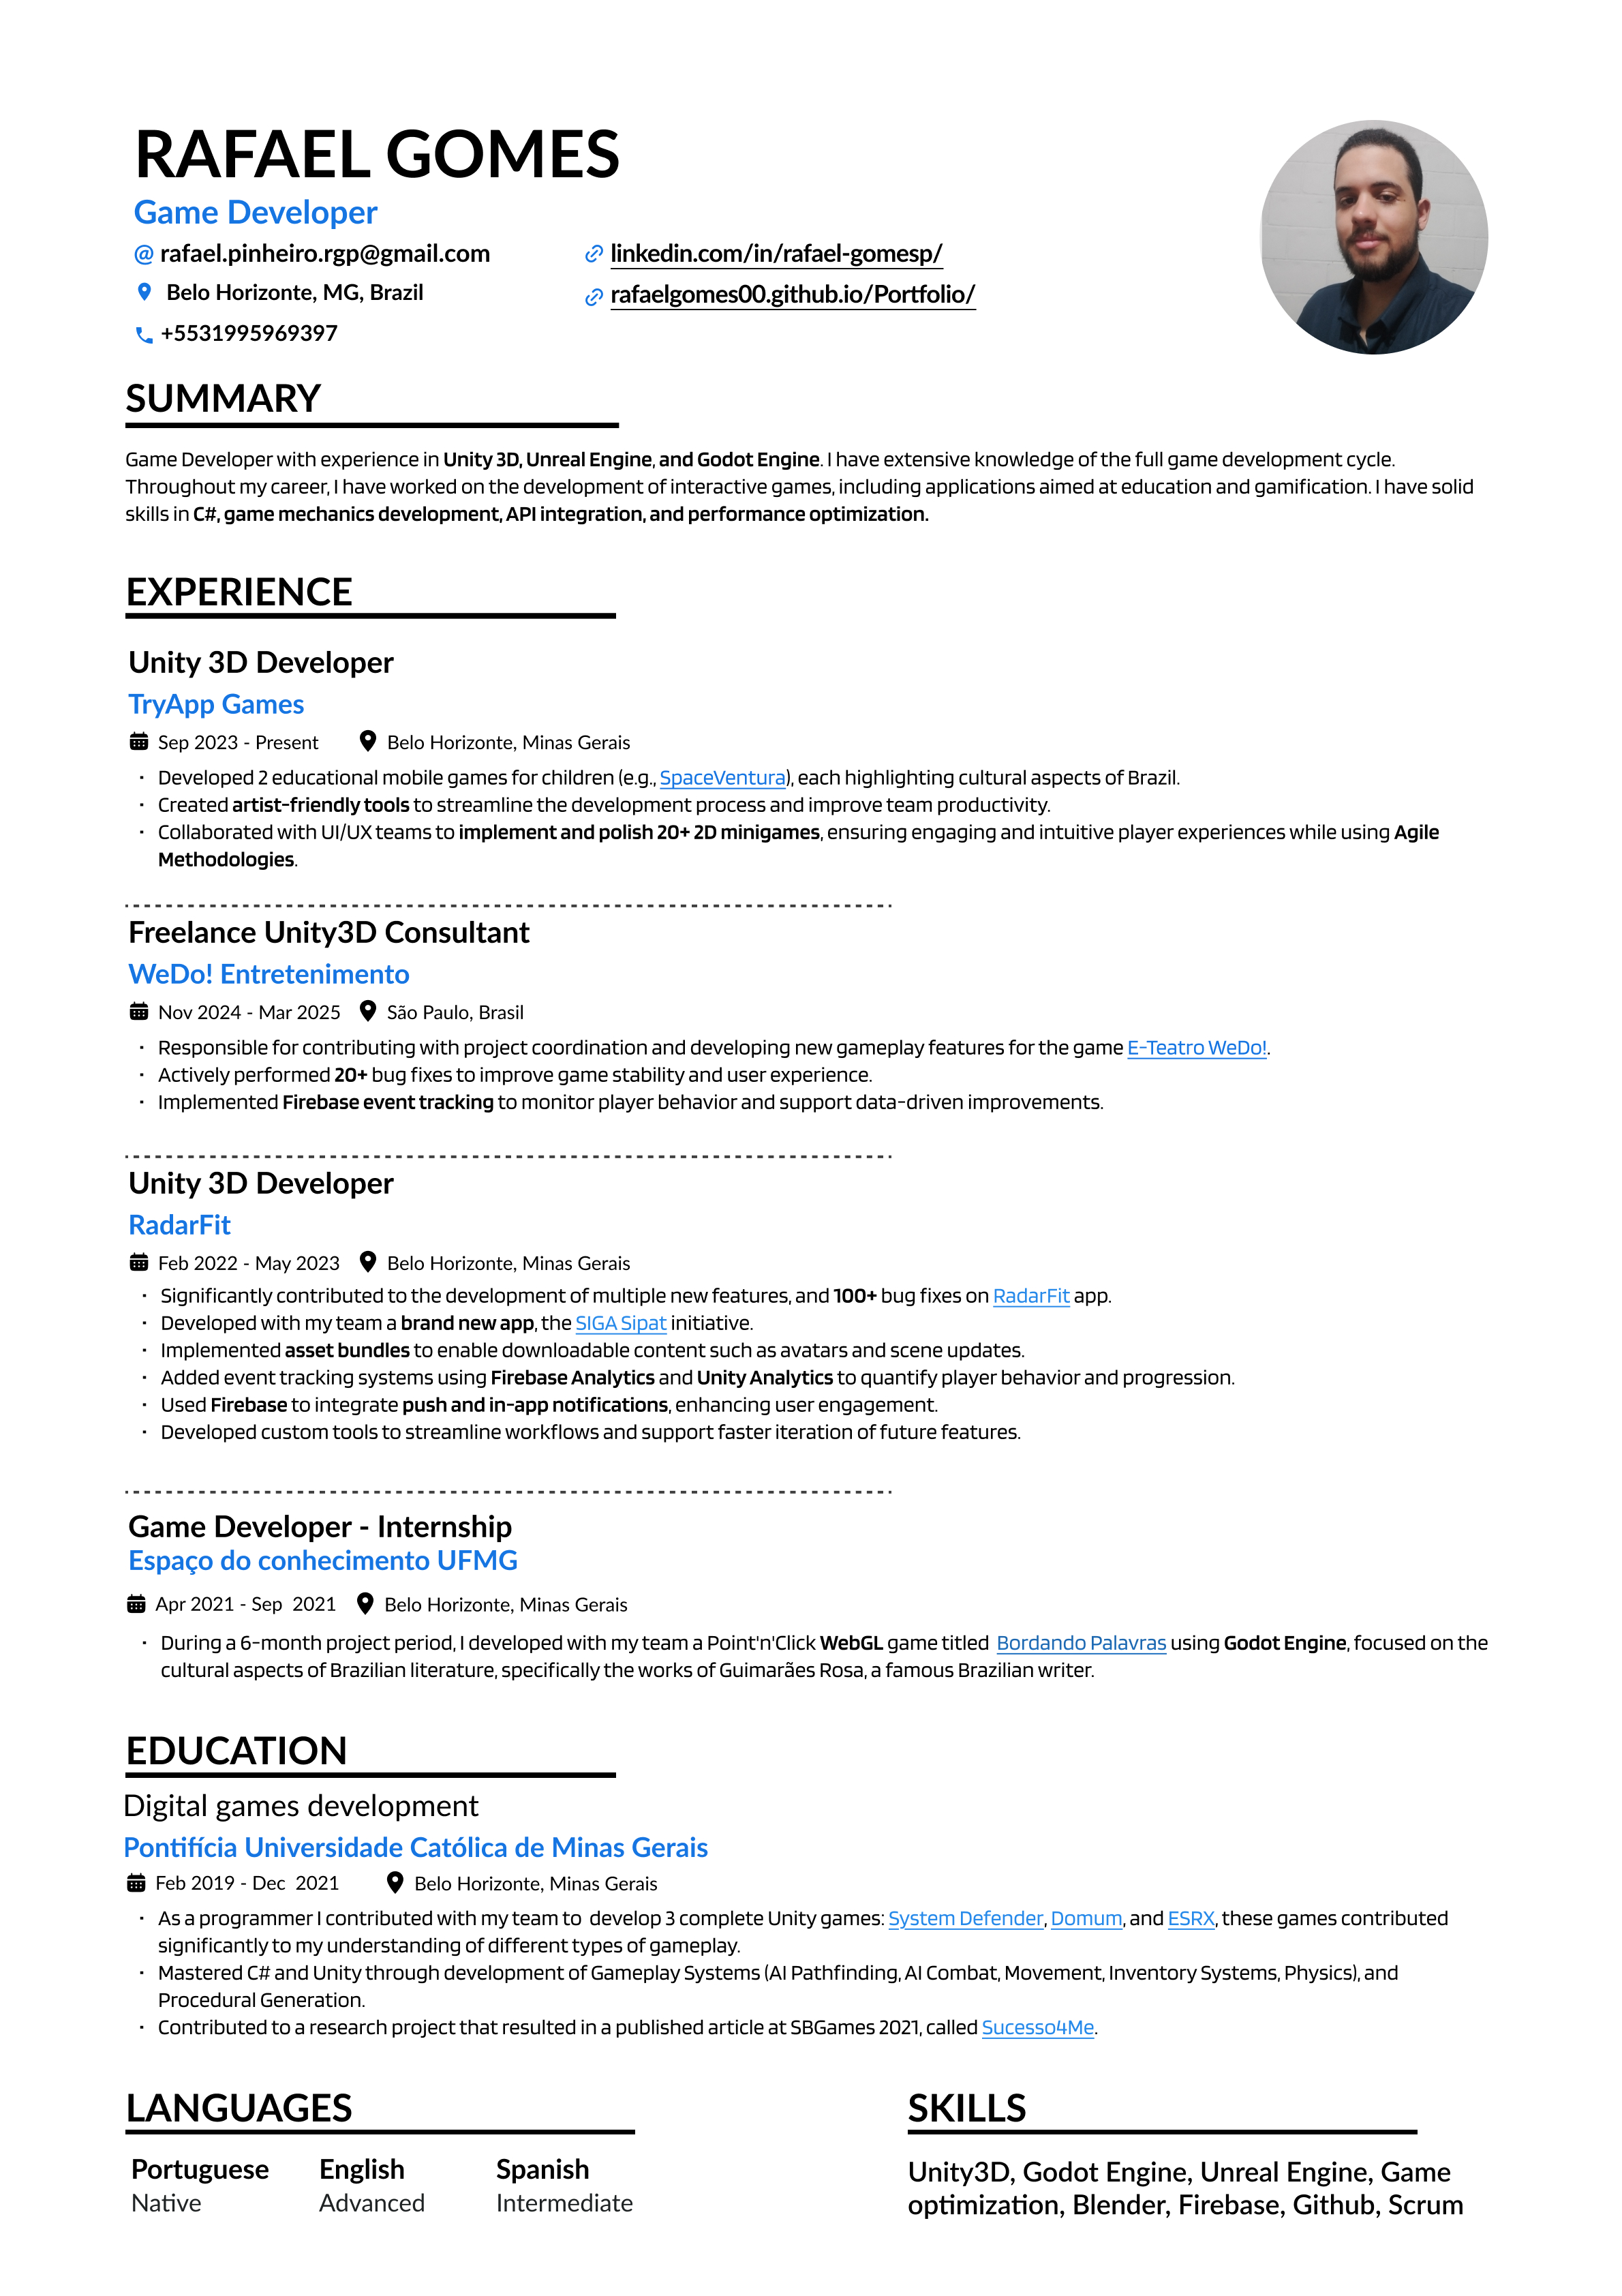 RAFAEL GOMES
Game Developer
@ rafael.pinheiro.rgp@gmail.com
linkedin.com/in/rafael-gomesp/
Belo Horizonte, MG, Brazil
rafaelgomes00.github.io/Portfolio/
+5531995969397
SUMMARY
Game Developer with experience in Unity 3D, Unreal Engine, and Godot Engine. I have extensive knowledge of the full game development cycle.
Throughout my career, I have worked on the development of interactive games, including applications aimed at education and gamification. I have solid
skills in C#, game mechanics development, API integration, and performance optimization.
EXPERIENCE
Unity 3D Developer
TryApp Games
Sep 2023 - Present Belo Horizonte, Minas Gerais
· Developed 2 educational mobile games for children (e.g., SpaceVentura), each highlighting cultural aspects of Brazil.
· Created artist-friendly tools to streamline the development process and improve team productivity.
· Collaborated with UI/UX teams to implement and polish 20+ 2D minigames, ensuring engaging and intuitive player experiences while using Agile
Methodologies.
Freelance Unity3D Consultant
WeDo! Entretenimento
Nov 2024 - Mar 2025 São Paulo, Brasil
· Responsible for contributing with project coordination and developing new gameplay features for the game E-Teatro WeDo!.
· Actively performed 20+ bug fixes to improve game stability and user experience.
· Implemented Firebase event tracking to monitor player behavior and support data-driven improvements.
Unity 3D Developer
RadarFit
Feb 2022 - May 2023 Belo Horizonte, Minas Gerais
· Significantly contributed to the development of multiple new features, and 100+ bug fixes on RadarFit app.
· Developed with my team a brand new app, the SIGA Sipat initiative.
· Implemented asset bundles to enable downloadable content such as avatars and scene updates.
· Added event tracking systems using Firebase Analytics and Unity Analytics to quantify player behavior and progression.
· Used Firebase to integrate push and in-app notifications, enhancing user engagement.
· Developed custom tools to streamline workflows and support faster iteration of future features.
Game Developer - Internship
Espaço do conhecimento UFMG
Apr 2021 - Sep 2021 Belo Horizonte, Minas Gerais
· During a 6-month project period, I developed with my team a Point'n'Click WebGL game titled Bordando Palavras using Godot Engine, focused on the
cultural aspects of Brazilian literature, specifically the works of Guimarães Rosa, a famous Brazilian writer.
EDUCATION
Digital games development
Pontifícia Universidade Católica de Minas Gerais
Feb 2019 - Dec 2021 Belo Horizonte, Minas Gerais
· As a programmer I contributed with my team to develop 3 complete Unity games: System Defender, Domum, and ESRX, these games contributed
significantly to my understanding of different types of gameplay.
· Mastered C# and Unity through development of Gameplay Systems (AI Pathfinding, AI Combat, Movement, Inventory Systems, Physics), and
Procedural Generation.
· Contributed to a research project that resulted in a published article at SBGames 2021, called Sucesso4Me.
LANGUAGES
Portuguese English Spanish
Native Advanced Intermediate
SKILLS
Unity3D, Godot Engine, Unreal Engine, Game
optimization, Blender, Firebase, Github, Scrum